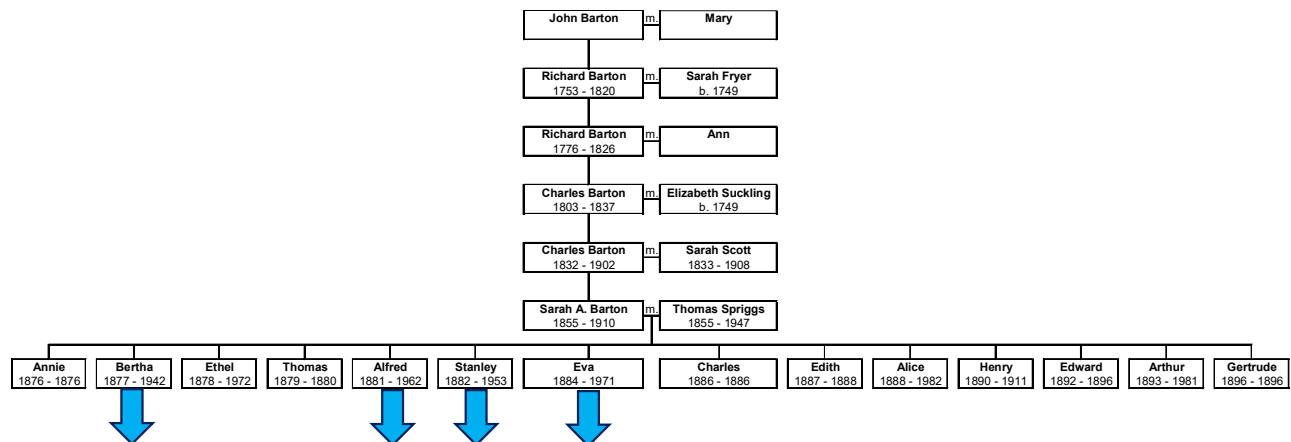 John Barton m. Mary
Richard Barton m. Sarah Fryer
1753 - 1820 b. 1749
Richard Barton m. Ann
1776 - 1826
Charles Barton m. Elizabeth Suckling
1803 - 1837 b. 1749
Charles Barton m. Sarah Scott
1832 - 1902 1833 - 1908
Sarah A. Barton m. Thomas Spriggs
1855 - 1910 1855 - 1947
Annie Bertha Ethel Thomas Alfred Stanley Eva Charles Edith Alice Henry Edward Arthur Gertrude
1876 - 1876 1877 - 1942 1878 - 1972 1879 - 1880 1881 - 1962 1882 - 1953 1884 - 1971 1886 - 1886 1887 - 1888 1888 - 1982 1890 - 1911 1892 - 1896 1893 - 1981 1896 - 1896